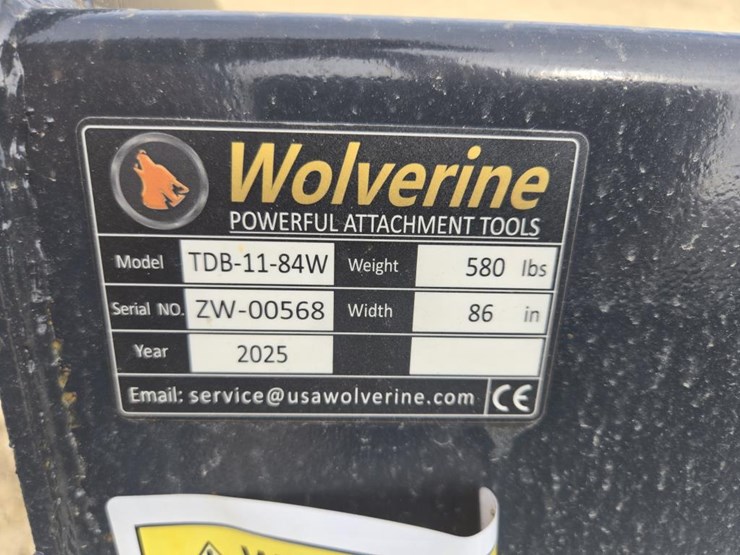 Wolverine
POWERFUL ATTACHMENT TOOLS
Model TDB-11-84W Weight 580 lbs
Serial NO. ZW-00568 Width 86 in
Year 2025
Email: service@usawolverine.com CE